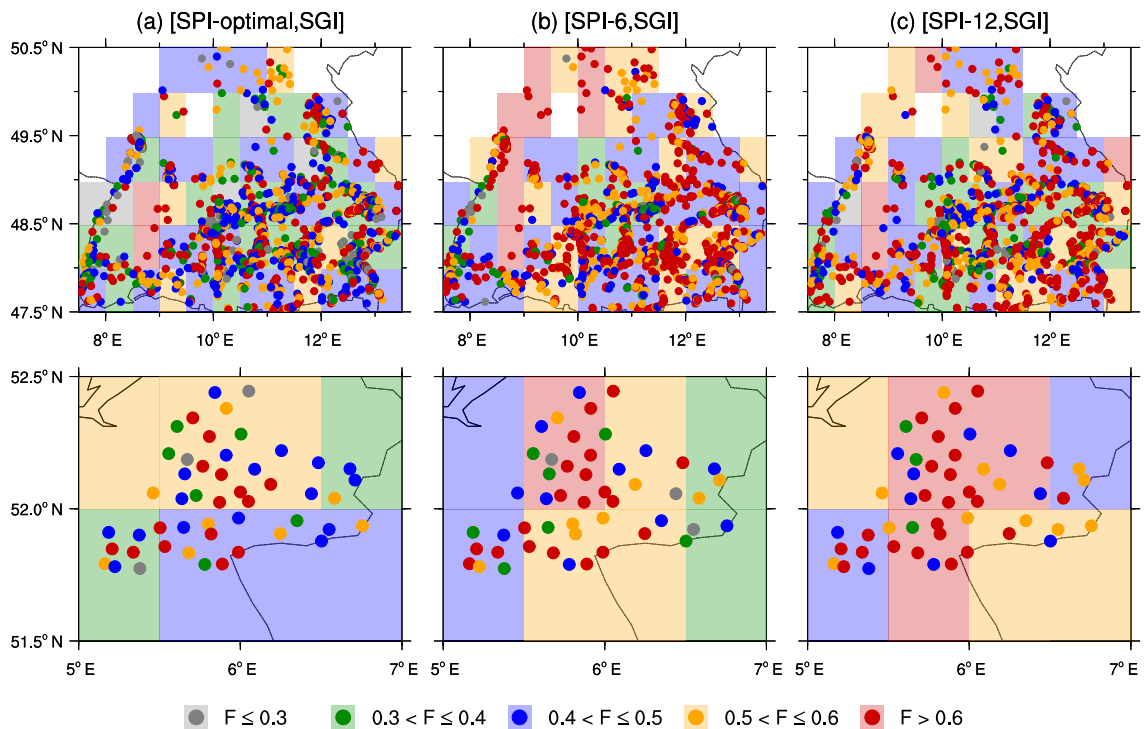 (a) [SPI-optimal,SGI] (b) [SPI-6,SGI] (c) [SPI-12,SGI]
50.5° N
49.5° N
48.5° N
47.5° N
8° E 10° E 12° E 8° E 10° E 12° E 8° E 10° E 12° E
52.5° N
52.0° N
51.5° N
5° E 6° E 7° E 5° E 6° E 7° E 5° E 6° E 7° E
F ≤ 0.3 0.3 < F ≤ 0.4 0.4 < F ≤ 0.5 0.5 < F ≤ 0.6 F > 0.6